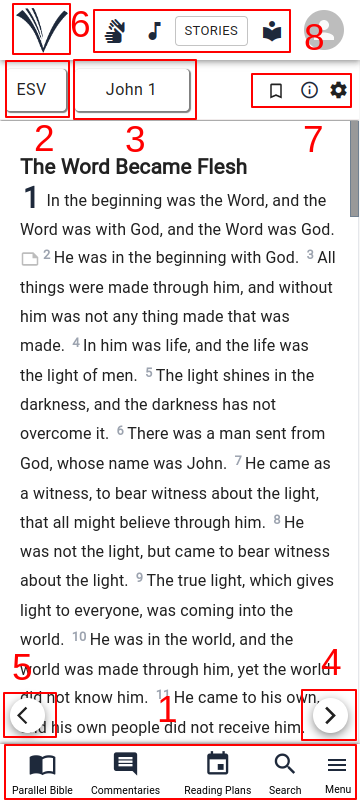 6
STORIES
8
ESV
John 1
2
3
7
The Word Became Flesh
1 In the beginning was the Word, and the
Word was with God, and the Word was God.
2 He was in the beginning with God. 3 All
things were made through him, and without
him was not any thing made that was
made. 4 In him was life, and the life was
the light of men. 5 The light shines in the
darkness, and the darkness has not
overcome it. 6 There was a man sent from
God, whose name was John. 7 He came as
a witness, to bear witness about the light,
that all might believe through him. 8 He
was not the light, but came to bear witness
about the light. 9 The true light, which gives
light to everyone, was coming into the
world. 10 He was in the world, and the
5
4
world was made through him, yet the world
did not know him. 11 He came to his own,
1
and his own people did not receive him.
Parallel Bible
Commentaries
Reading Plans
Search
Menu